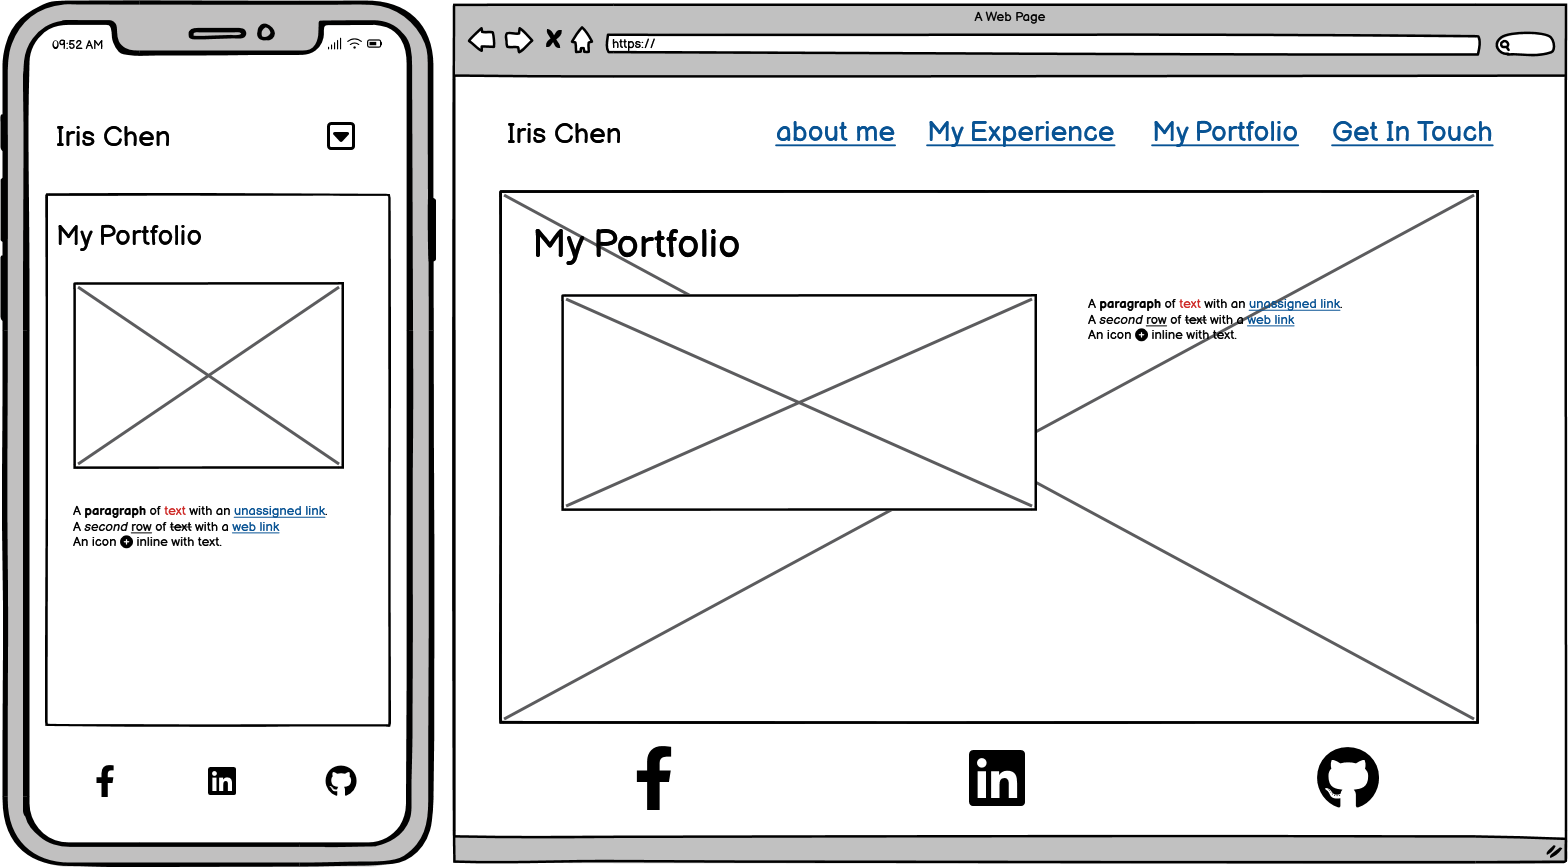 09:52 AM
Iris Chen
My Portfolio
A paragraph of text with an unassigned link.
A second row of text with a web link
An icon inline with text.
in
A Web Page
https://
Iris Chen
about me
My Experience
My Portfolio
Get In Touch
My Portfolio
A paragraph of text with an unassigned link.
A second row of text with a web link
An icon inline with text.
in